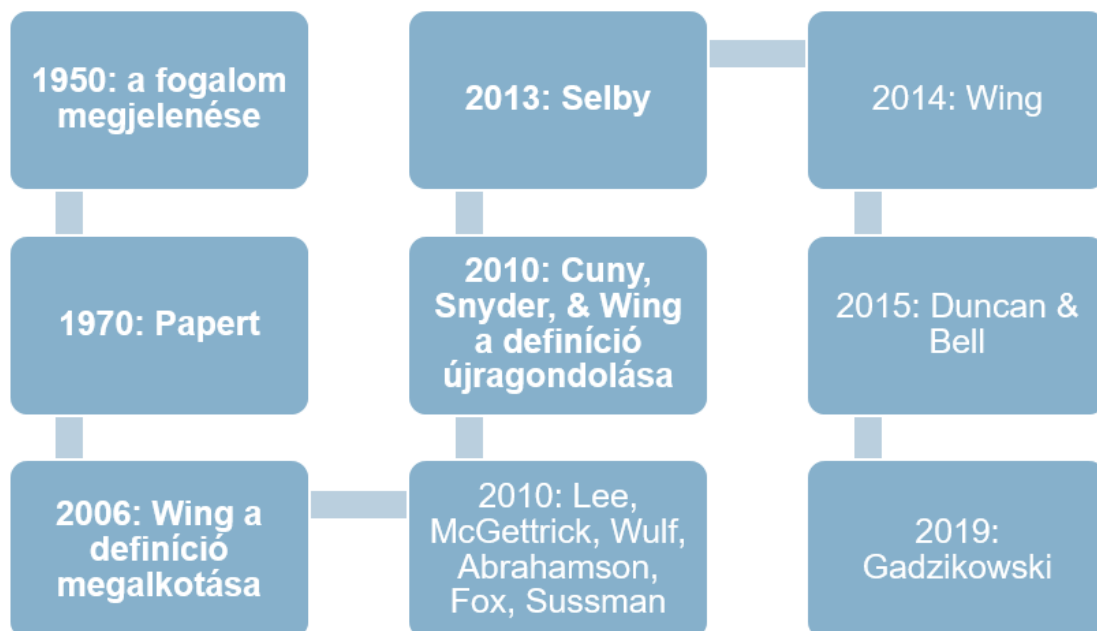 1950: a fogalom
megjelenése
1970: Papert
2006: Wing a
definíció
megalkotása
2010: Lee,
McGettrick, Wulf,
Abrahamson,
Fox, Sussman
2010: Cuny,
Snyder, & Wing
a definíció
újragondolása
2013: Selby
2014: Wing
2015: Duncan &
Bell
2019:
Gadzikowski